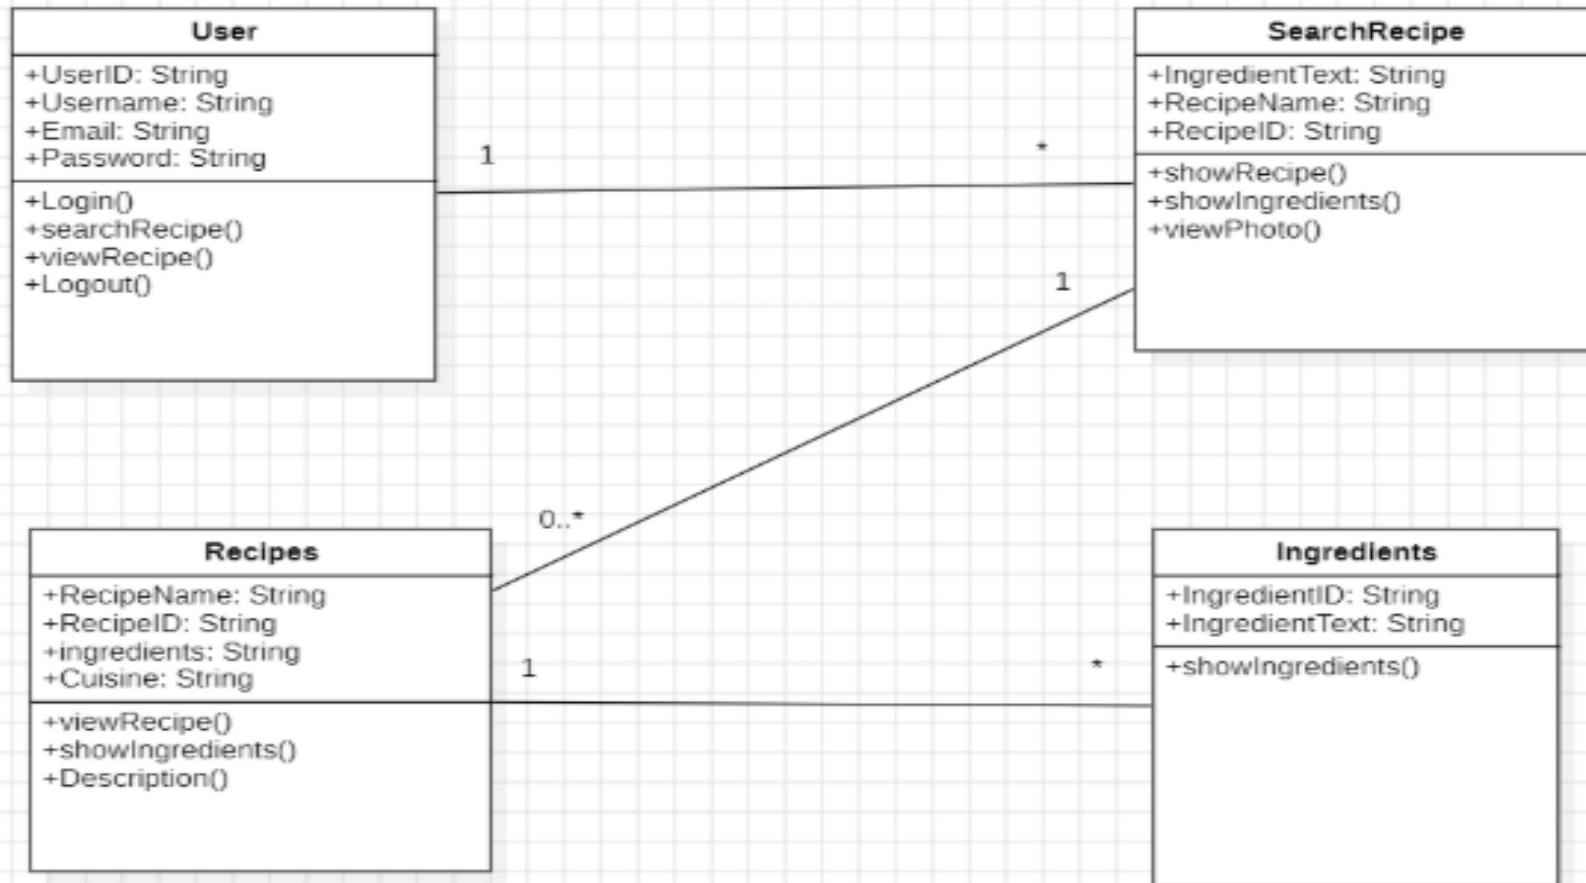 User
+UserID: String
+Username: String
+Email: String
+Password: String
+Login()
+searchRecipe()
+viewRecipe()
+Logout()
1
*
SearchRecipe
+IngredientText: String
+RecipeName: String
+RecipeID: String
+showRecipe()
+showIngredients()
+viewPhoto()
1
0..*
Recipes
+RecipeName: String
+RecipeID: String
+ingredients: String
+Cuisine: String
+viewRecipe()
+showIngredients()
+Description()
1
*
Ingredients
+IngredientID: String
+IngredientText: String
+showIngredients()